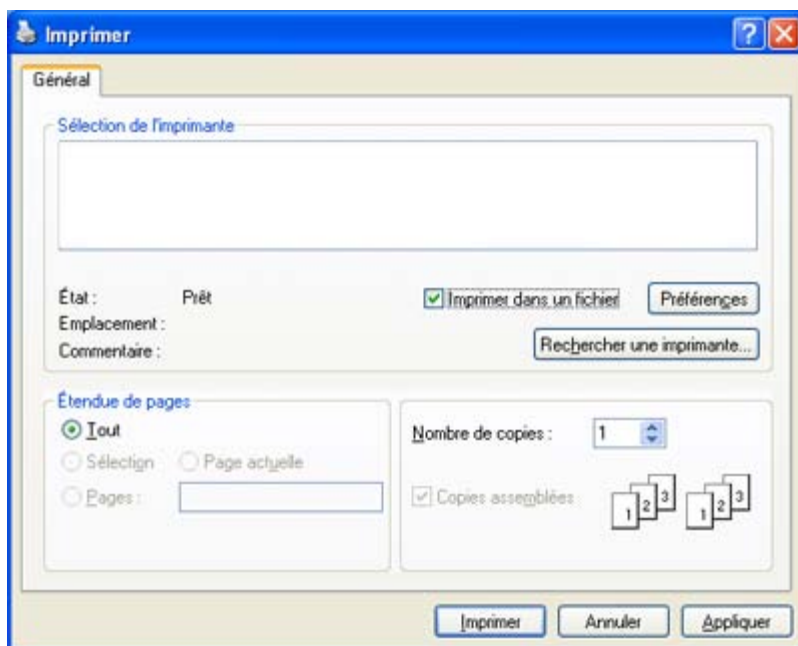 Imprimer
Général
Sélection de l'imprimante
État : Prêt
Imprimer dans un fichier
Préférences
Emplacement :
Commentaire :
Rechercher une imprimante...
Étendue de pages
Tout
Sélection Page actuelle
Pages :
Nombre de copies : 1
Copies assemblées
1 2 3 1 2 3
Imprimer Annuler Appliquer